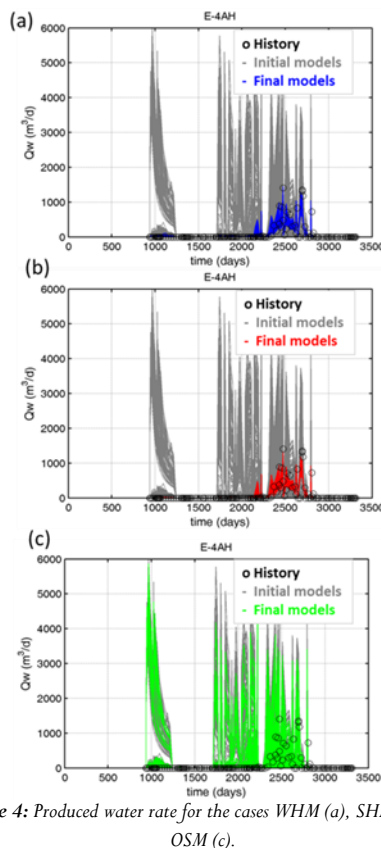 (a)
E-4AH
6000
5000
4000
3000
2000
1000
0
Qw (m³/d)
o History
- Initial models
- Final models
0 500 1000 1500 2000 2500 3000 3500
time (days)
(b)
E-4AH
6000
5000
4000
3000
2000
1000
0
Qw (m³/d)
o History
- Initial models
- Final models
0 500 1000 1500 2000 2500 3000 3500
time (days)
(c)
E-4AH
6000
5000
4000
3000
2000
1000
0
Qw (m³/d)
o History
- Initial models
- Final models
0 500 1000 1500 2000 2500 3000 3500
time (days)
e 4: Produced water rate for the cases WHM (a), SH
OSM (c).